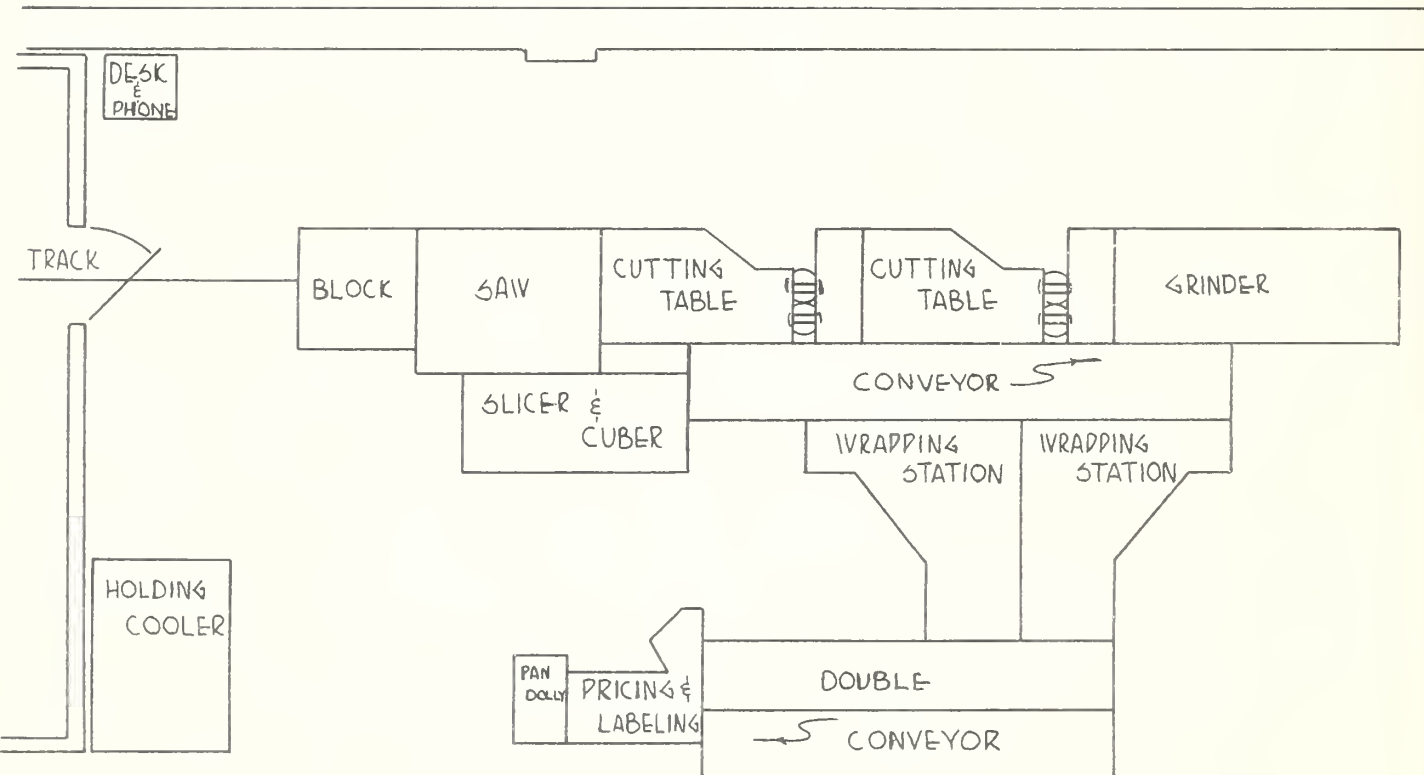 DESK
&
PHONE
TRACK
BLOCK
SAW
CUTTING
TABLE
CUTTING
TABLE
GRINDER
CONVEYOR
SLICER &
CUBER
WRAPPING
STATION
WRAPPING
STATION
HOLDING
COOLER
PAN
DOLLY
PRICING &
LABELING
DOUBLE
CONVEYOR